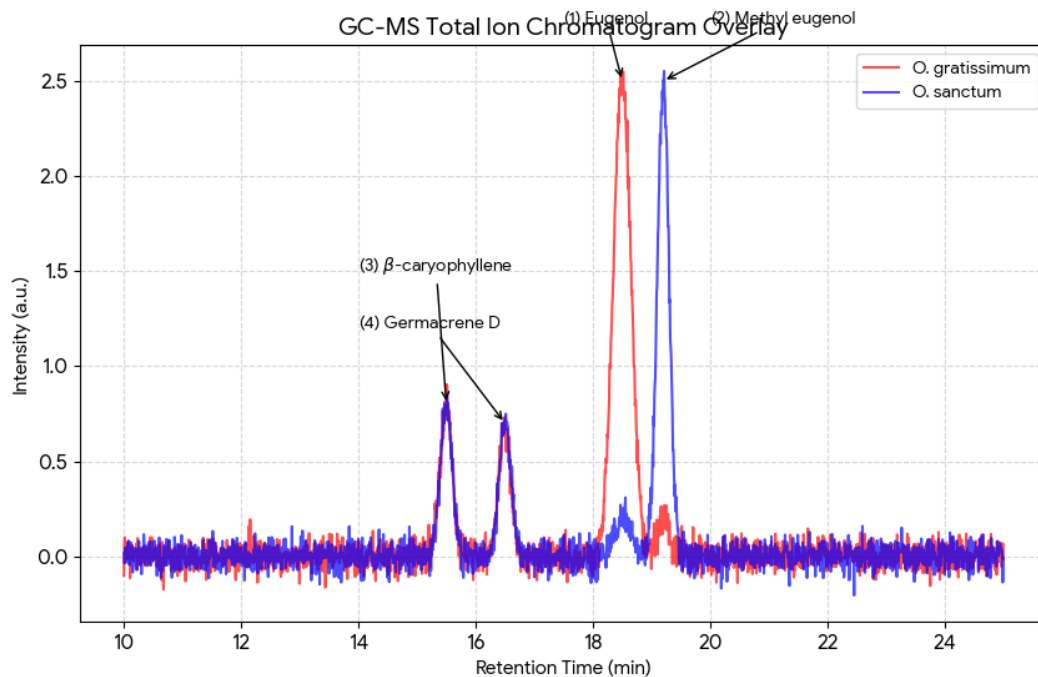 (1) Eugenol
(2) Methyl eugenol
GC-MS Total Ion Chromatogram Overlay
O. gratissimum
O. sanctum
2.5
2.0
(3) β-caryophyllene
1.5
(4) Germacrene D
1.0
0.5
0.0
Intensity (a.u.)
10 12 14 16 18 20 22 24
Retention Time (min)